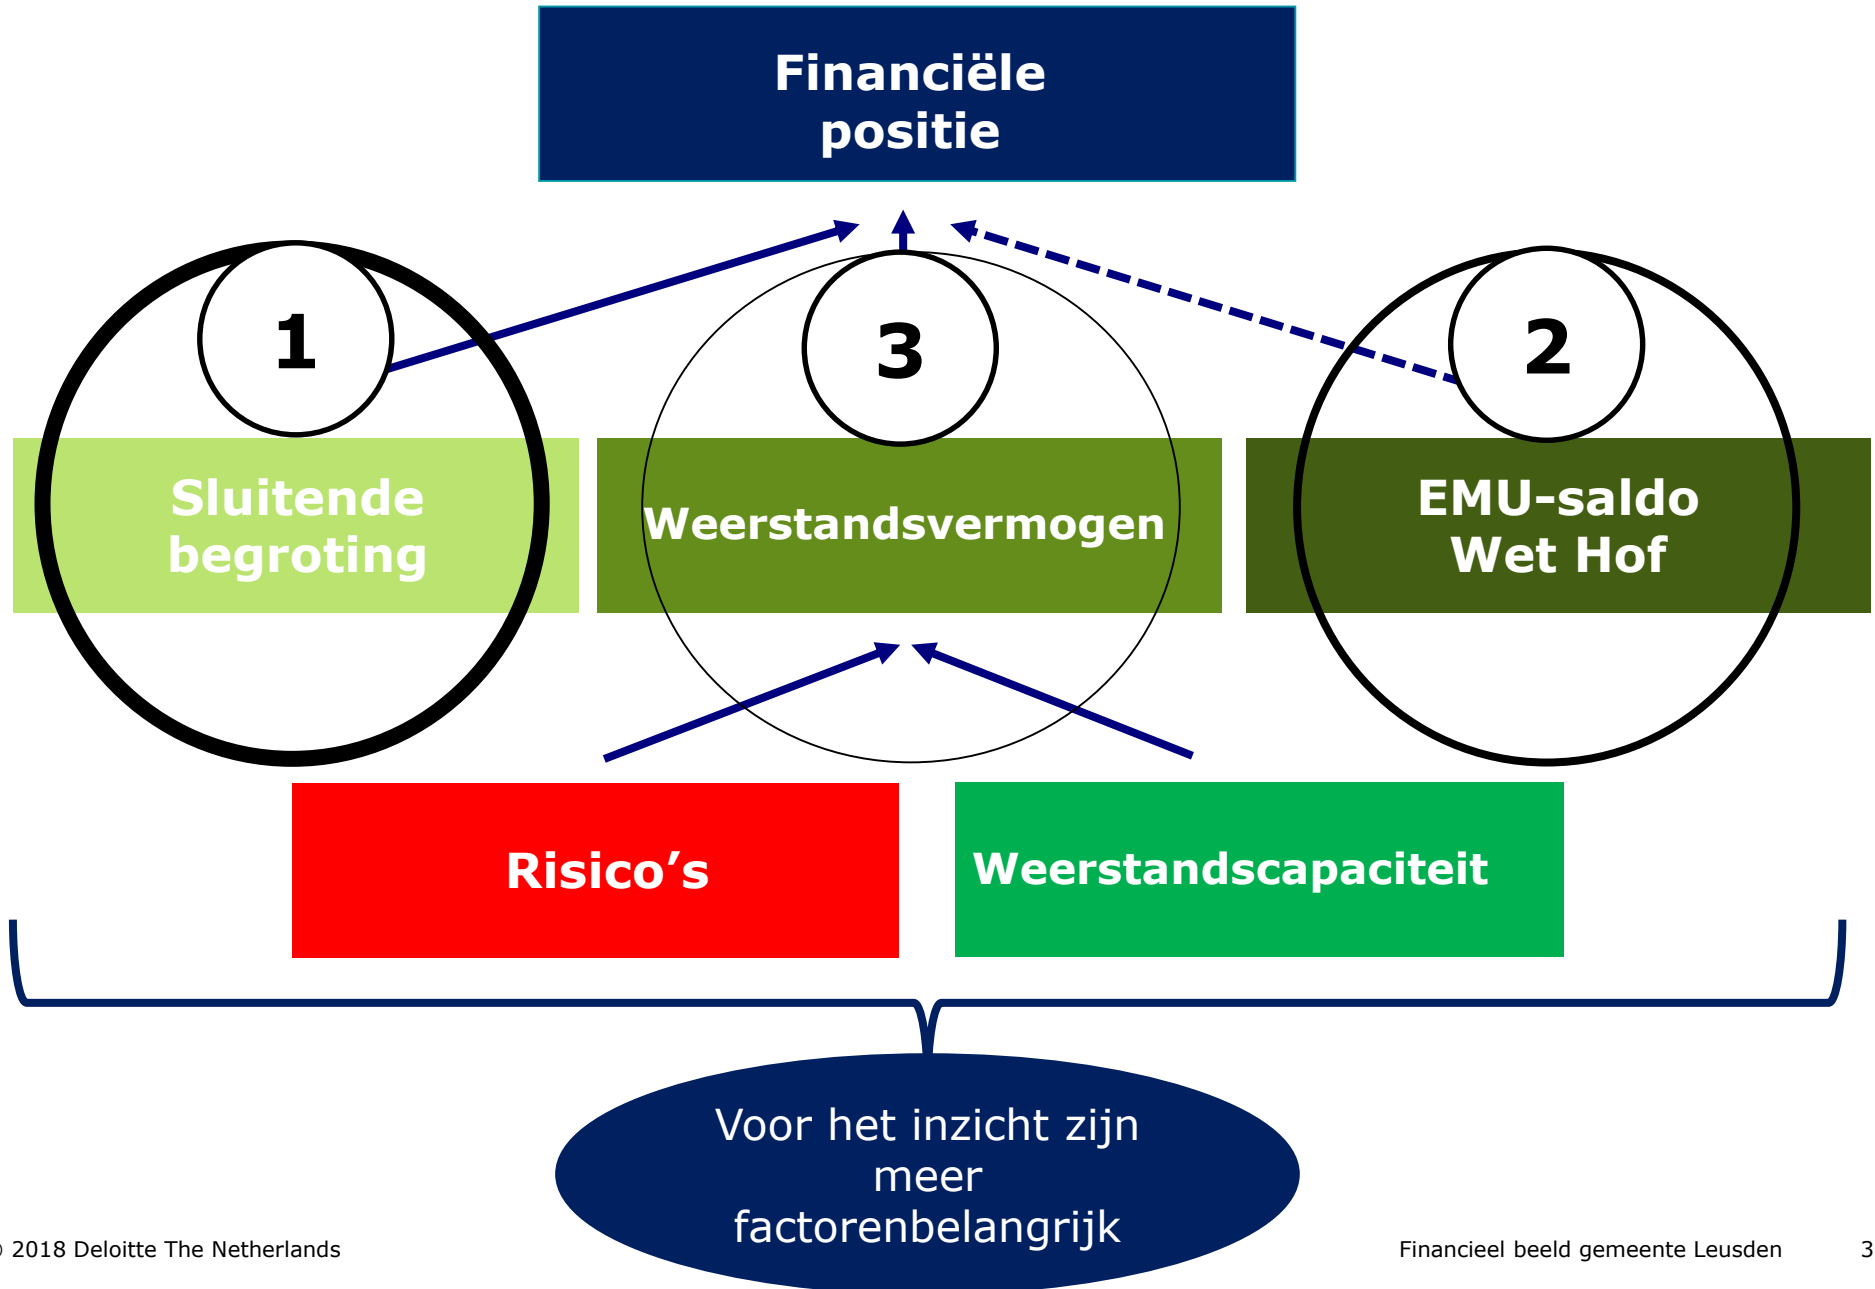 Financiële
positie
1
3
2
Sluitende
begroting
Weerstandsvermogen
EMU-saldo
Wet Hof
Risico’s
Weerstandscapaciteit
Voor het inzicht zijn
meer
factorenbelangrijk
© 2018 Deloitte The Netherlands
Financieel beeld gemeente Leusden
3